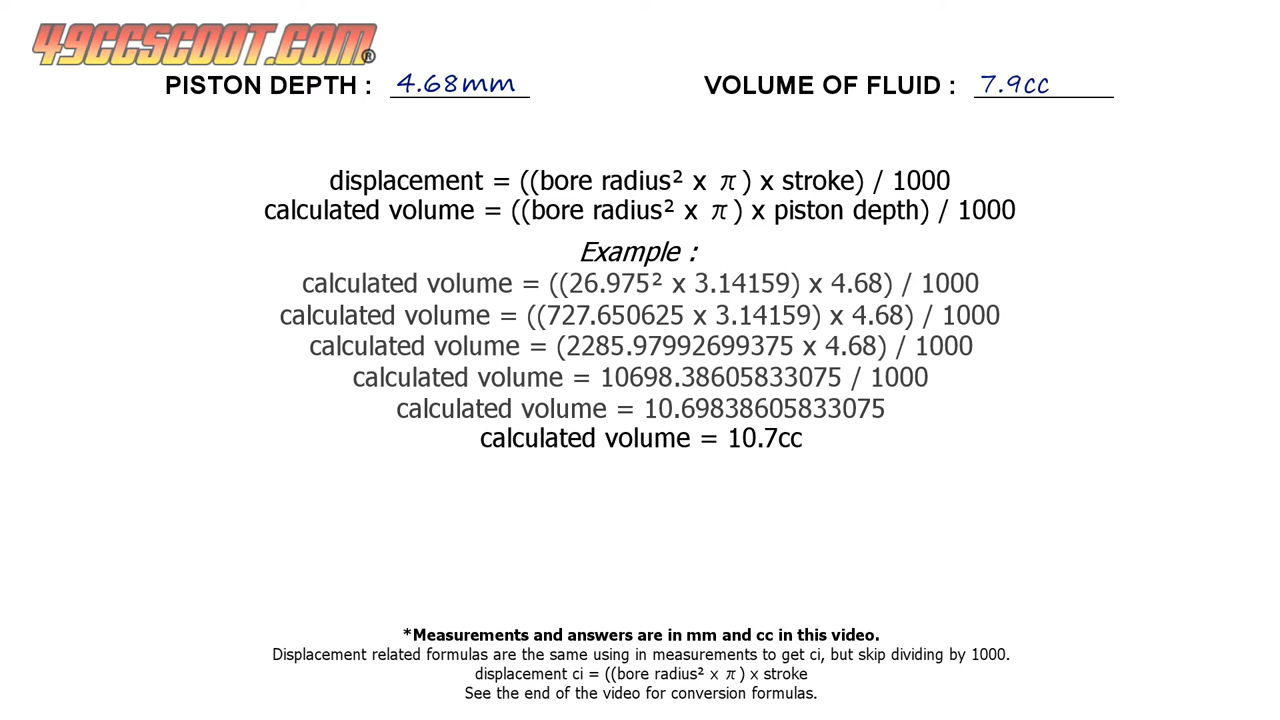 49CCSCOOT.COM®
PISTON DEPTH : 4.68mm
VOLUME OF FLUID : 7.9cc
displacement = ((bore radius² x π) x stroke) / 1000
calculated volume = ((bore radius² x π) x piston depth) / 1000
Example :
calculated volume = ((26.975² x 3.14159) x 4.68) / 1000
calculated volume = ((727.650625 x 3.14159) x 4.68) / 1000
calculated volume = (2285.97992699375 x 4.68) / 1000
calculated volume = 10698.38605833075 / 1000
calculated volume = 10.69838605833075
calculated volume = 10.7cc
*Measurements and answers are in mm and cc in this video.
Displacement related formulas are the same using in measurements to get ci, but skip dividing by 1000.
displacement ci = ((bore radius² x π) x stroke
See the end of the video for conversion formulas.